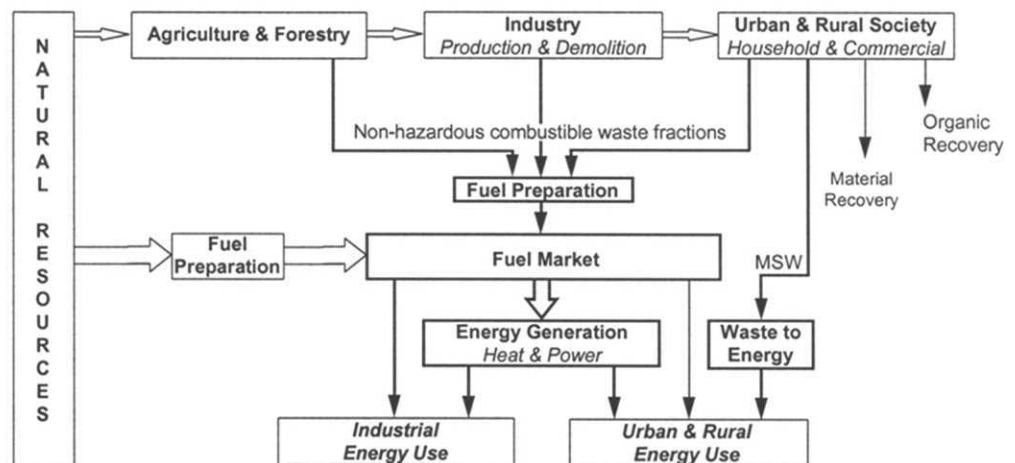 NATURAL RESOURCES
Agriculture & Forestry
Industry
Production & Demolition
Urban & Rural Society
Household & Commercial
Non-hazardous combustible waste fractions
Organic
Recovery
Material
Recovery
Fuel Preparation
Fuel
Preparation
Fuel Market
MSW
Energy Generation
Heat & Power
Waste to
Energy
Industrial
Energy Use
Urban & Rural
Energy Use